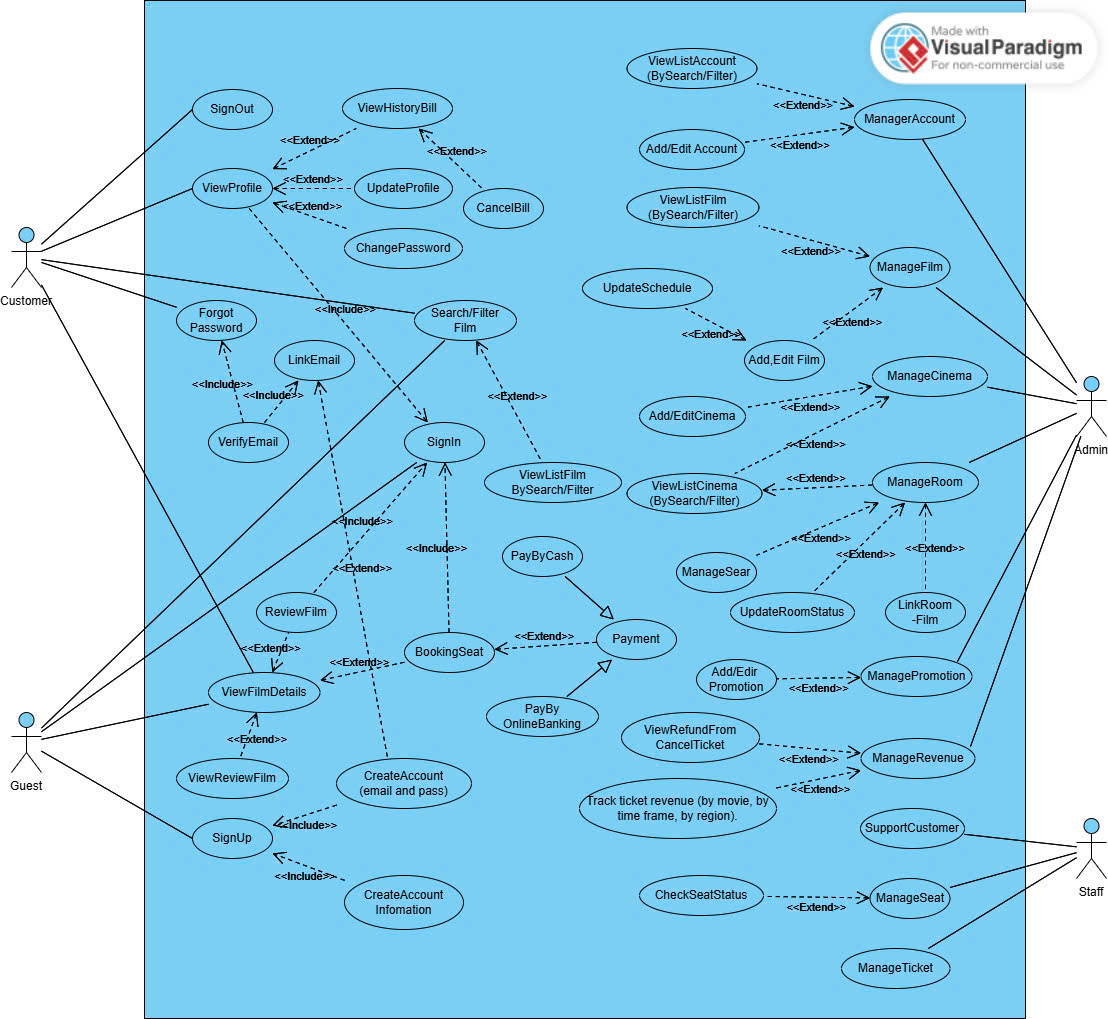 Made with
VisualParadigm
For non-commercial use
ViewListAccount
(BySearch/Filter)
<<Extend>>
ManagerAccount
Add/Edit Account
<<Extend>>
SignOut
ViewHistoryBill
<<Extend>>
<<Extend>>
ViewProfile
<<Extend>>
UpdateProfile
<<Extend>>
CancelBill
ChangePassword
Customer
ViewListFilm
(BySearch/Filter)
<<Extend>>
ManageFilm
UpdateSchedule
<<Extend>>
<<Extend>>
Add,Edit Film
Forgot
Password
<<Include>>
Search/Filter
Film
LinkEmail
<<Include>>
<<Include>>
VerifyEmail
SignIn
<<Extend>>
ViewListFilm
BySearch/Filter
ManageCinema
<<Extend>>
Add/EditCinema
<<Extend>>
ViewListCinema
(BySearch/Filter)
<<Extend>>
ManageRoom
Admin
<<Include>>
<<Extend>>
<<Include>>
PayByCash
<<Extend>>
<<Extend>>
<<Extend>>
ManageSear
UpdateRoomStatus
LinkRoom
-Film
ReviewFilm
<<Extend>>
BookingSeat
<<Extend>>
Payment
<<Extend>>
ViewFilmDetails
PayBy
OnlineBanking
Add/Edir
Promotion
<<Extend>>
ManagePromotion
<<Extend>>
ViewReviewFilm
Guest
CreateAccount
(email and pass)
ViewRefundFrom
CancelTicket
<<Extend>>
ManageRevenue
<<Extend>>
Track ticket revenue (by movie, by
time frame, by region).
SignUp
<<Include>>
<<Include>>
CreateAccount
Infomation
SupportCustomer
Staff
CheckSeatStatus
<<Extend>>
ManageSeat
ManageTicket